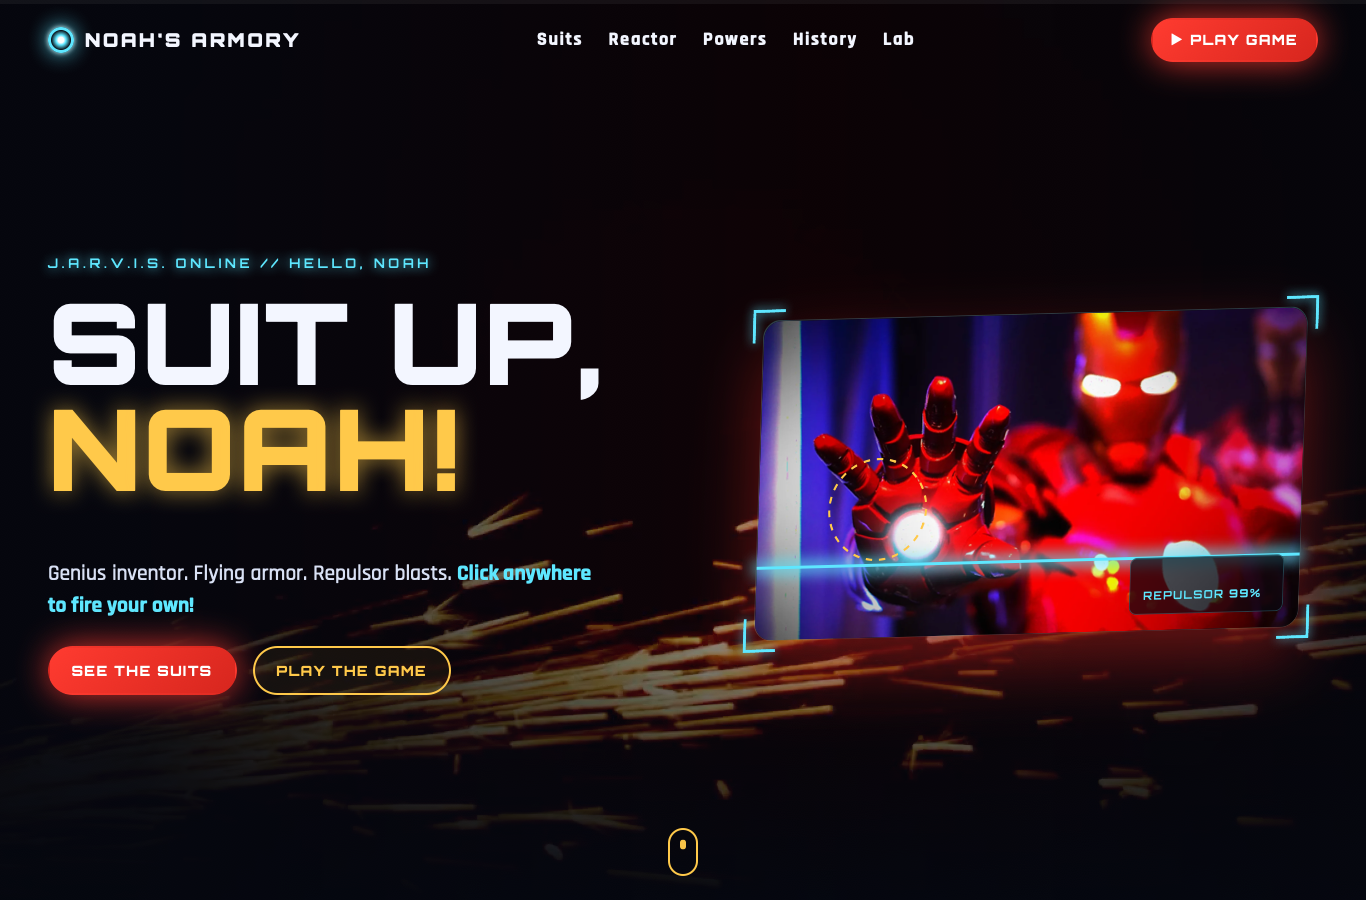 NOAH'S ARMORY
Suits
Reactor
Powers
History
Lab
PLAY GAME
J.A.R.V.I.S. ONLINE // HELLO, NOAH
SUIT UP,
NOAH!
Genius inventor. Flying armor. Repulsor blasts. Click anywhere
to fire your own!
SEE THE SUITS
PLAY THE GAME
REPULSOR 99%